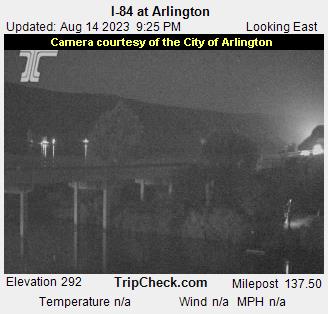 I-84 at Arlington
Updated: Aug 14 2023 9:25 PM Looking East
Camera courtesy of the City of Arlington
Elevation 292 TripCheck.com Milepost 137.50
Temperature n/a Wind n/a MPH n/a